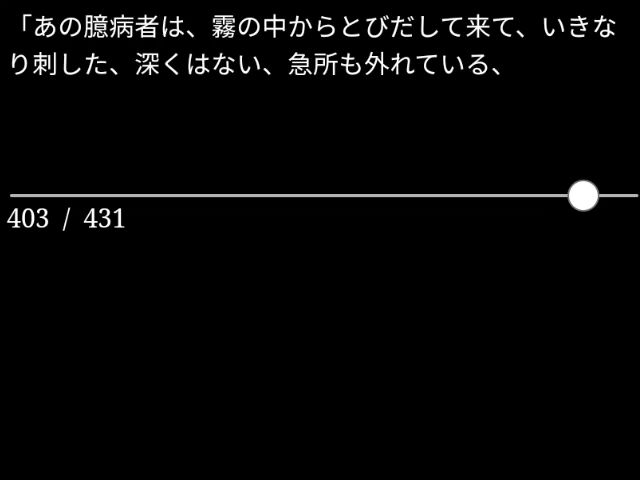 「あの臆病者は、霧の中からとびだして来て、いきな
り刺した、深くはない、急所も外れている、
403 / 431